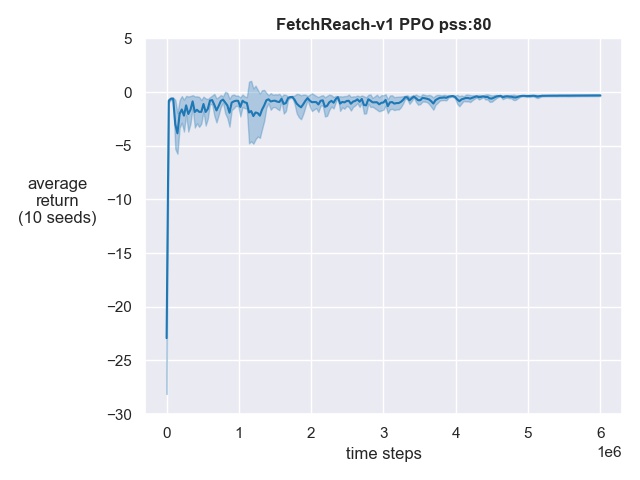 FetchReach-v1 PPO pss:80
5
0
−5
−10
−15
−20
−25
−30
average
return
(10 seeds)
0 1 2 3 4 5 6
1e6
time steps